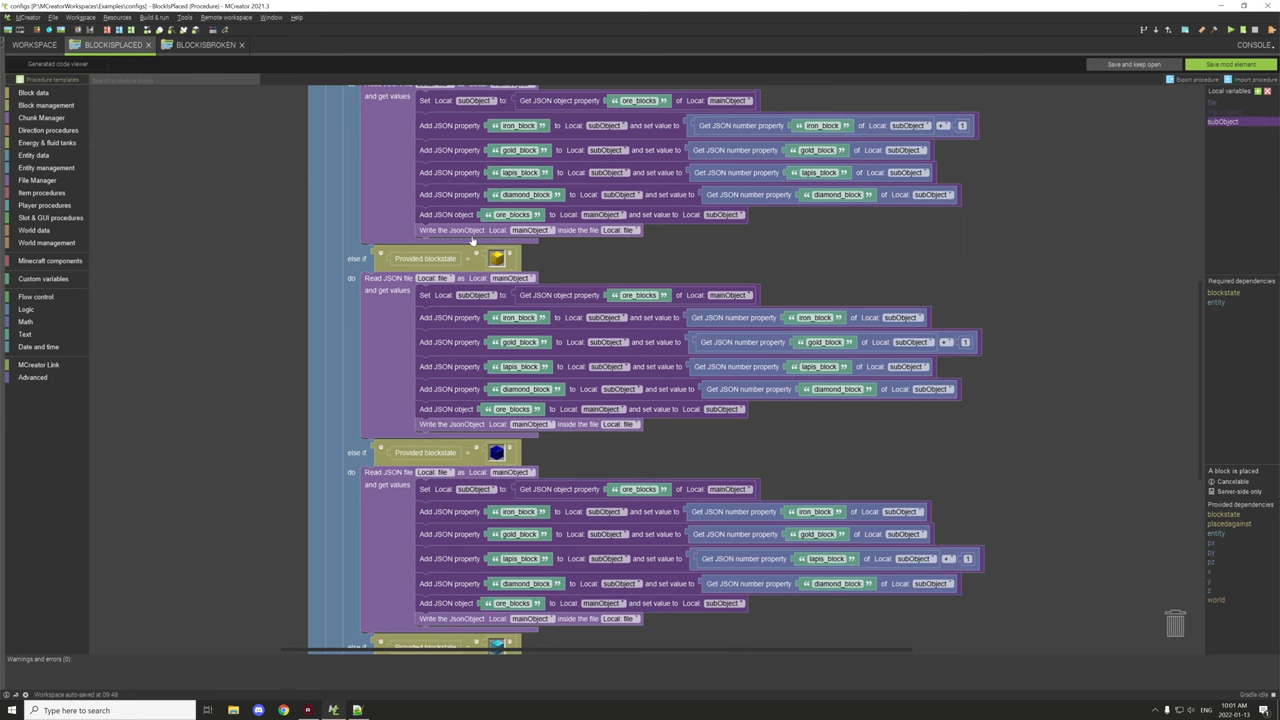 configs [P:\MCreatorWorkspaces\Examples\configs] – BlockIsPlaced (Procedure) - MCreator 2021.3
MCreator File Workspace Resources Build & run Tools Remote workspace Window Help
WORKSPACE BLOCKISPLACED × BLOCKISBROKEN × CONSOLE
Generated code viewer Save and keep open Save mod element
Procedure templates Search procedure blocks Export procedure Import procedure
Block data
Block management
Chunk Manager
Direction procedures
Energy & fluid tanks
Entity data
Entity management
File Manager
Item procedures
Player procedures
Slot & GUI procedures
World data
World management
Minecraft components
Custom variables
Flow control
Logic
Math
Text
Date and time
MCreator Link
Advanced
and get values
Set Local: subObject to: Get JSON object property “ ore_blocks ” of Local: mainObject
Add JSON property “ iron_block ” to Local: subObject and set value to Get JSON number property “ iron_block ” of Local: subObject + 1
Add JSON property “ gold_block ” to Local: subObject and set value to Get JSON number property “ gold_block ” of Local: subObject
Add JSON property “ lapis_block ” to Local: subObject and set value to Get JSON number property “ lapis_block ” of Local: subObject
Add JSON property “ diamond_block ” to Local: subObject and set value to Get JSON number property “ diamond_block ” of Local: subObject
Add JSON object “ ore_blocks ” to Local: mainObject and set value to Local: subObject
Write the JsonObject Local: mainObject inside the file Local: file
else if Provided blockstate =
do Read JSON file Local: file as Local: mainObject
and get values
Set Local: subObject to: Get JSON object property “ ore_blocks ” of Local: mainObject
Add JSON property “ iron_block ” to Local: subObject and set value to Get JSON number property “ iron_block ” of Local: subObject
Add JSON property “ gold_block ” to Local: subObject and set value to Get JSON number property “ gold_block ” of Local: subObject + 1
Add JSON property “ lapis_block ” to Local: subObject and set value to Get JSON number property “ lapis_block ” of Local: subObject
Add JSON property “ diamond_block ” to Local: subObject and set value to Get JSON number property “ diamond_block ” of Local: subObject
Add JSON object “ ore_blocks ” to Local: mainObject and set value to Local: subObject
Write the JsonObject Local: mainObject inside the file Local: file
else if Provided blockstate =
do Read JSON file Local: file as Local: mainObject
and get values
Set Local: subObject to: Get JSON object property “ ore_blocks ” of Local: mainObject
Add JSON property “ iron_block ” to Local: subObject and set value to Get JSON number property “ iron_block ” of Local: subObject
Add JSON property “ gold_block ” to Local: subObject and set value to Get JSON number property “ gold_block ” of Local: subObject
Add JSON property “ lapis_block ” to Local: subObject and set value to Get JSON number property “ lapis_block ” of Local: subObject + 1
Add JSON property “ diamond_block ” to Local: subObject and set value to Get JSON number property “ diamond_block ” of Local: subObject
Add JSON object “ ore_blocks ” to Local: mainObject and set value to Local: subObject
Write the JsonObject Local: mainObject inside the file Local: file
else if Provided blockstate =
Local variables
file
subObject
Required dependencies:
blockstate
entity
A block is placed
Cancelable
Server-side only
Provided dependencies:
blockstate
placedagainst
entity
px
py
pz
x
y
z
world
Warnings and errors (0):
Workspace auto-saved at 09:48 Gradle idle
Type here to search
ENG 10:01 AM
2022-01-13